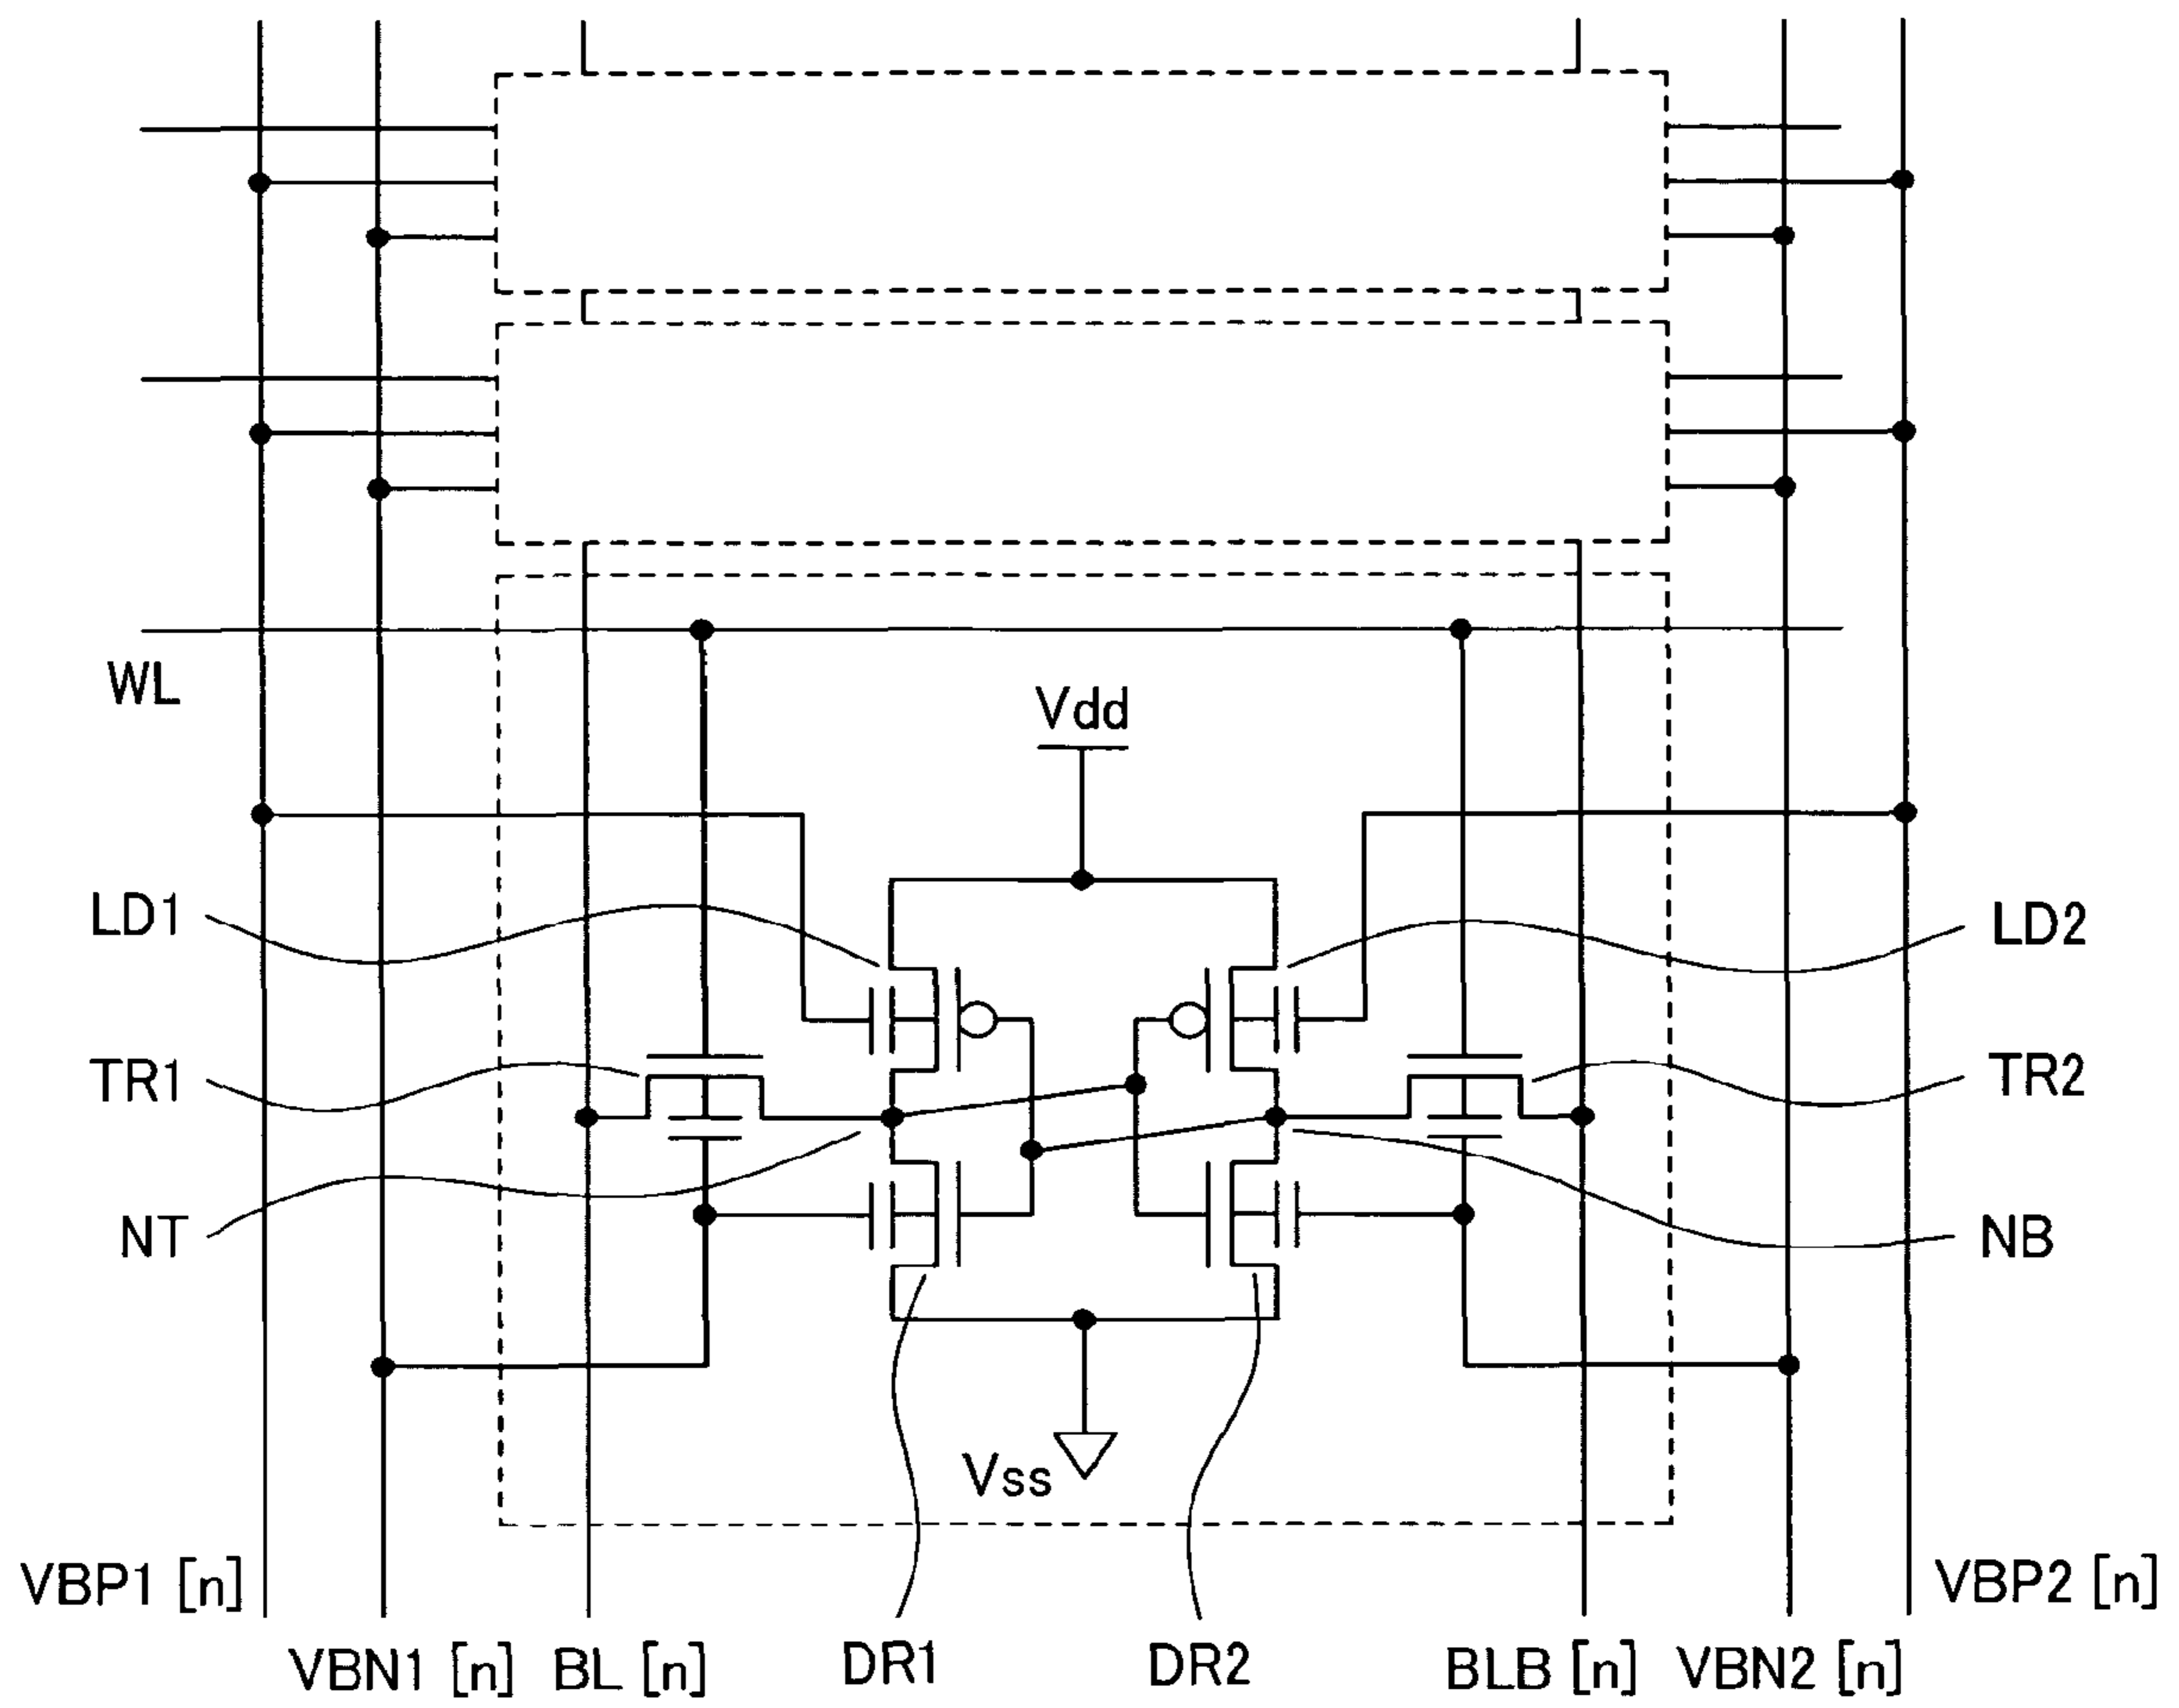 WL
Vdd
LD1
LD2
TR1
TR2
NT
NB
Vss
VBP1 [n]
VBP2 [n]
VBN1 [n]
BL [n]
DR1
DR2
BLB [n]
VBN2 [n]